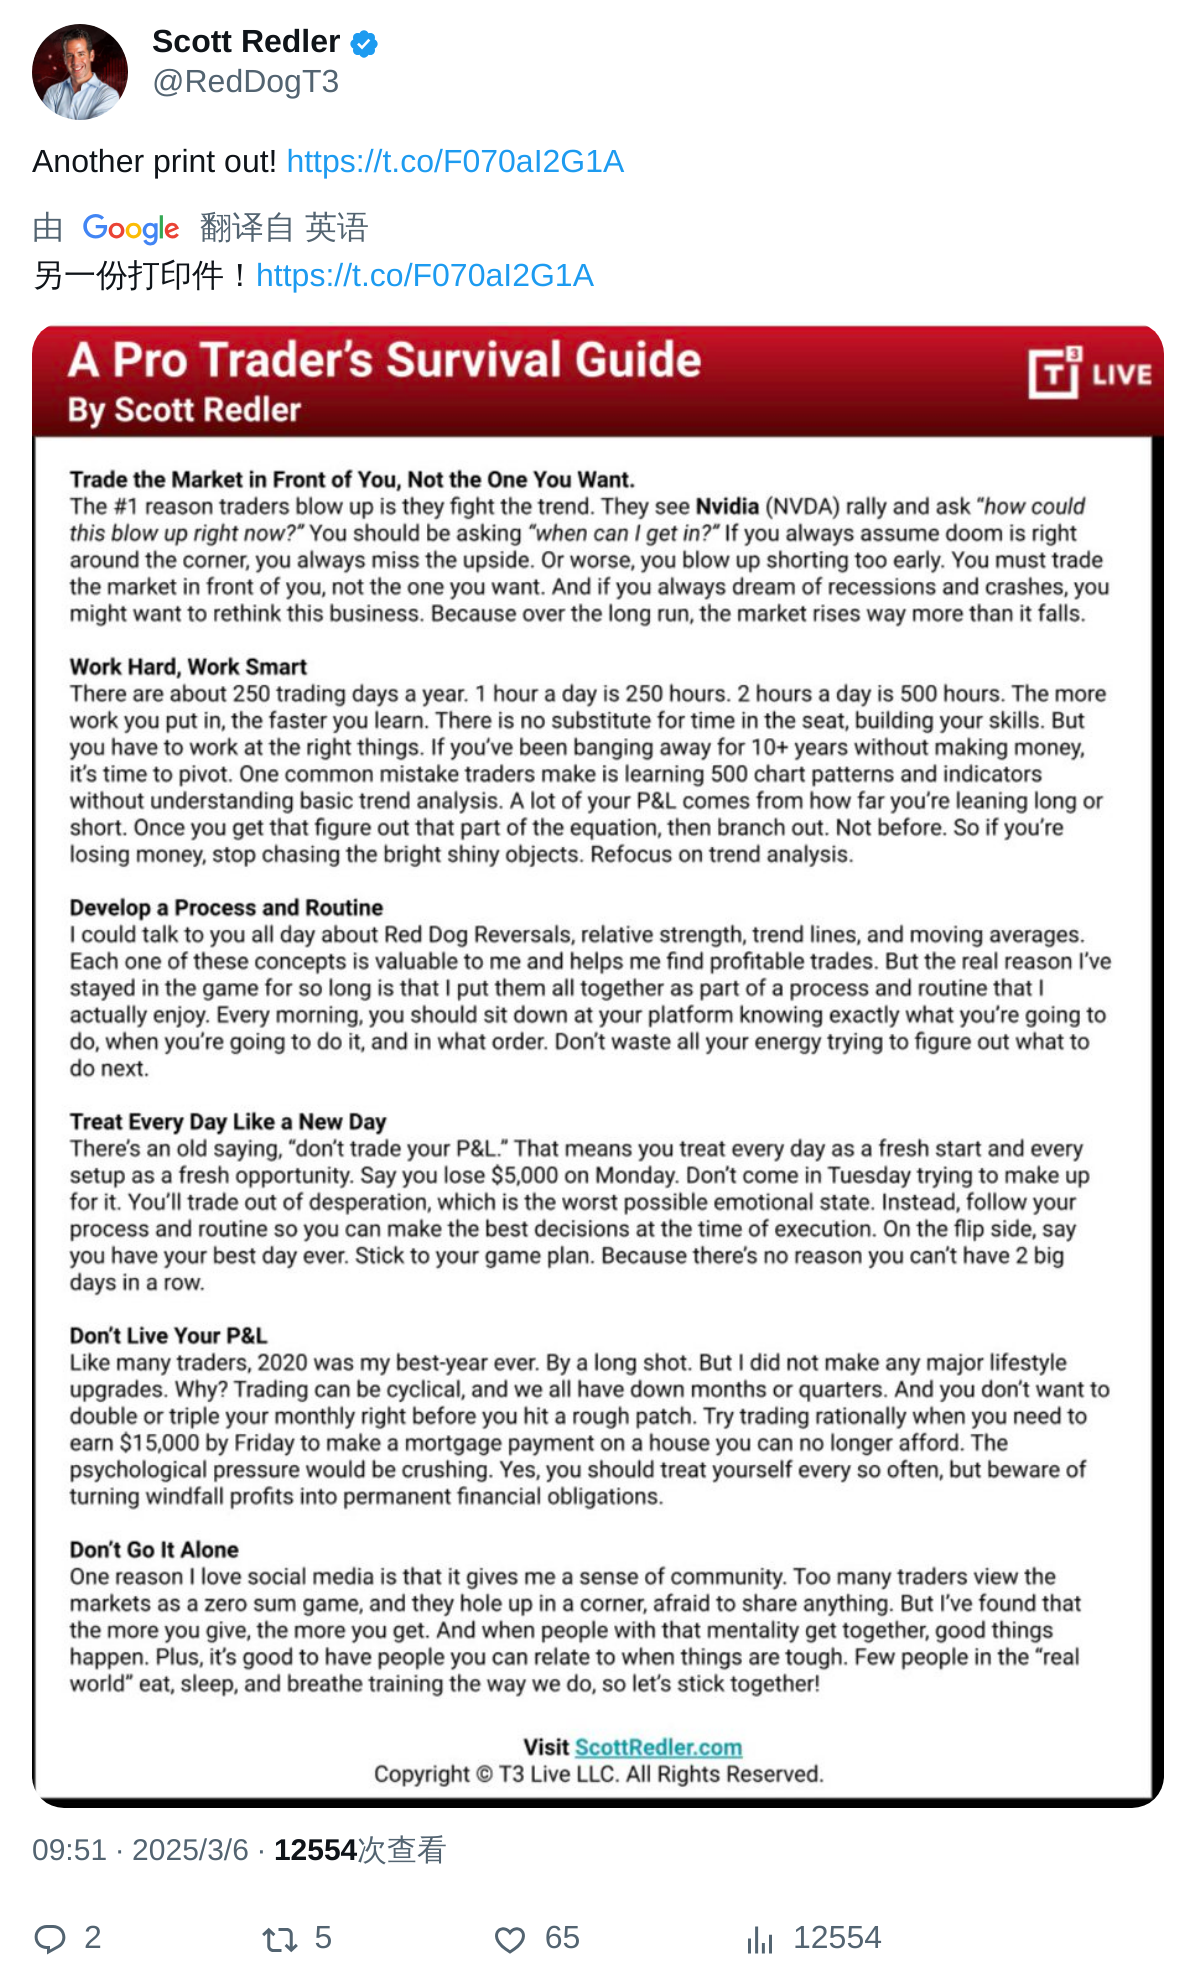 Scott Redler
@RedDogT3
Another print out! https://t.co/F070aI2G1A
由 Google 翻译自 英语
另一份打印件！https://t.co/F070aI2G1A
A Pro Trader's Survival Guide
By Scott Redler
T3 LIVE
Trade the Market in Front of You, Not the One You Want.
The #1 reason traders blow up is they fight the trend. They see Nvidia (NVDA) rally and ask “how could
this blow up right now?” You should be asking “when can I get in?” If you always assume doom is right
around the corner, you always miss the upside. Or worse, you blow up shorting too early. You must trade
the market in front of you, not the one you want. And if you always dream of recessions and crashes, you
might want to rethink this business. Because over the long run, the market rises way more than it falls.
Work Hard, Work Smart
There are about 250 trading days a year. 1 hour a day is 250 hours. 2 hours a day is 500 hours. The more
work you put in, the faster you learn. There is no substitute for time in the seat, building your skills. But
you have to work at the right things. If you’ve been banging away for 10+ years without making money,
it’s time to pivot. One common mistake traders make is learning 500 chart patterns and indicators
without understanding basic trend analysis. A lot of your P&L comes from how far you’re leaning long or
short. Once you get that figure out that part of the equation, then branch out. Not before. So if you’re
losing money, stop chasing the bright shiny objects. Refocus on trend analysis.
Develop a Process and Routine
I could talk to you all day about Red Dog Reversals, relative strength, trend lines, and moving averages.
Each one of these concepts is valuable to me and helps me find profitable trades. But the real reason I’ve
stayed in the game for so long is that I put them all together as part of a process and routine that I
actually enjoy. Every morning, you should sit down at your platform knowing exactly what you’re going to
do, when you’re going to do it, and in what order. Don’t waste all your energy trying to figure out what to
do next.
Treat Every Day Like a New Day
There’s an old saying, “don’t trade your P&L.” That means you treat every day as a fresh start and every
setup as a fresh opportunity. Say you lose $5,000 on Monday. Don’t come in Tuesday trying to make up
for it. You’ll trade out of desperation, which is the worst possible emotional state. Instead, follow your
process and routine so you can make the best decisions at the time of execution. On the flip side, say
you have your best day ever. Stick to your game plan. Because there’s no reason you can’t have 2 big
days in a row.
Don’t Live Your P&L
Like many traders, 2020 was my best-year ever. By a long shot. But I did not make any major lifestyle
upgrades. Why? Trading can be cyclical, and we all have down months or quarters. And you don’t want to
double or triple your monthly right before you hit a rough patch. Try trading rationally when you need to
earn $15,000 by Friday to make a mortgage payment on a house you can no longer afford. The
psychological pressure would be crushing. Yes, you should treat yourself every so often, but beware of
turning windfall profits into permanent financial obligations.
Don’t Go It Alone
One reason I love social media is that it gives me a sense of community. Too many traders view the
markets as a zero sum game, and they hole up in a corner, afraid to share anything. But I’ve found that
the more you give, the more you get. And when people with that mentality get together, good things
happen. Plus, it’s good to have people you can relate to when things are tough. Few people in the “real
world” eat, sleep, and breathe training the way we do, so let’s stick together!
Visit ScottRedler.com
Copyright © T3 Live LLC. All Rights Reserved.
09:51 · 2025/3/6 · 12554次查看
2 5 65 12554